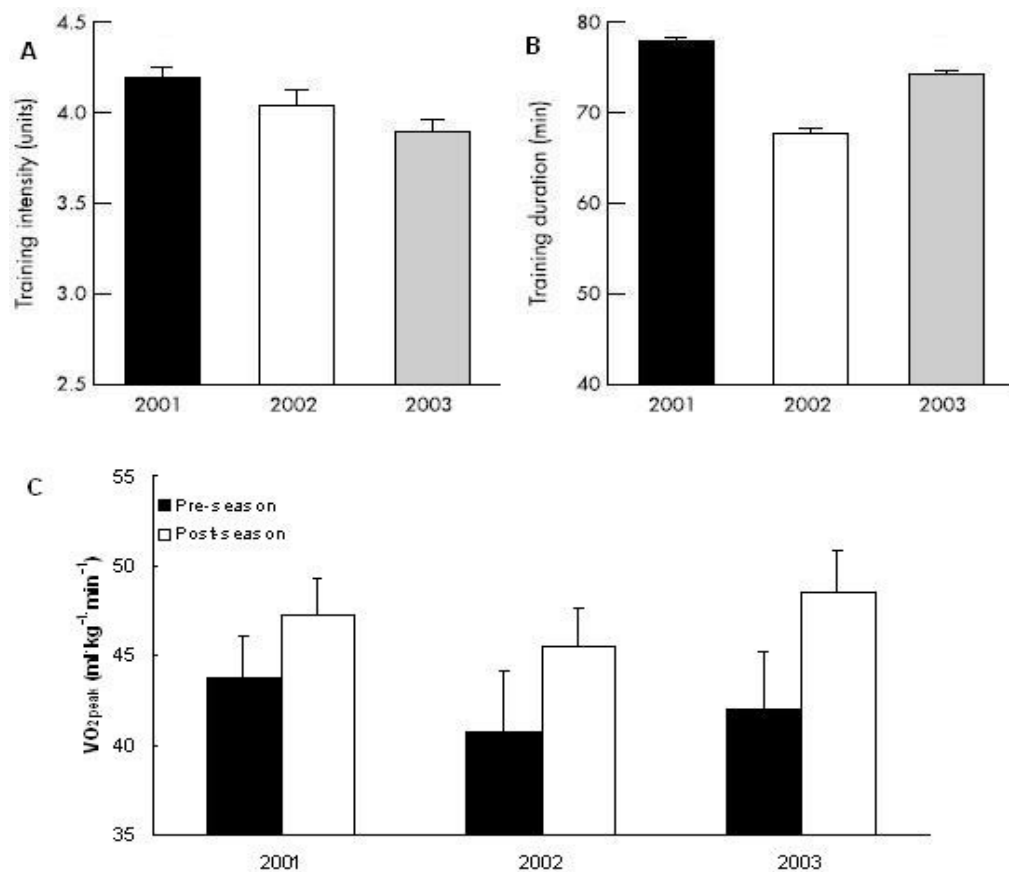 A
Training intensity (units)
4.5
4.0
3.5
3.0
2.5
2001 2002 2003
B
Training duration (min)
80
70
60
50
40
2001 2002 2003
C
VO2peak (ml·kg-1·min-1)
55
50
45
40
35
Pre-season
Post-season
2001 2002 2003